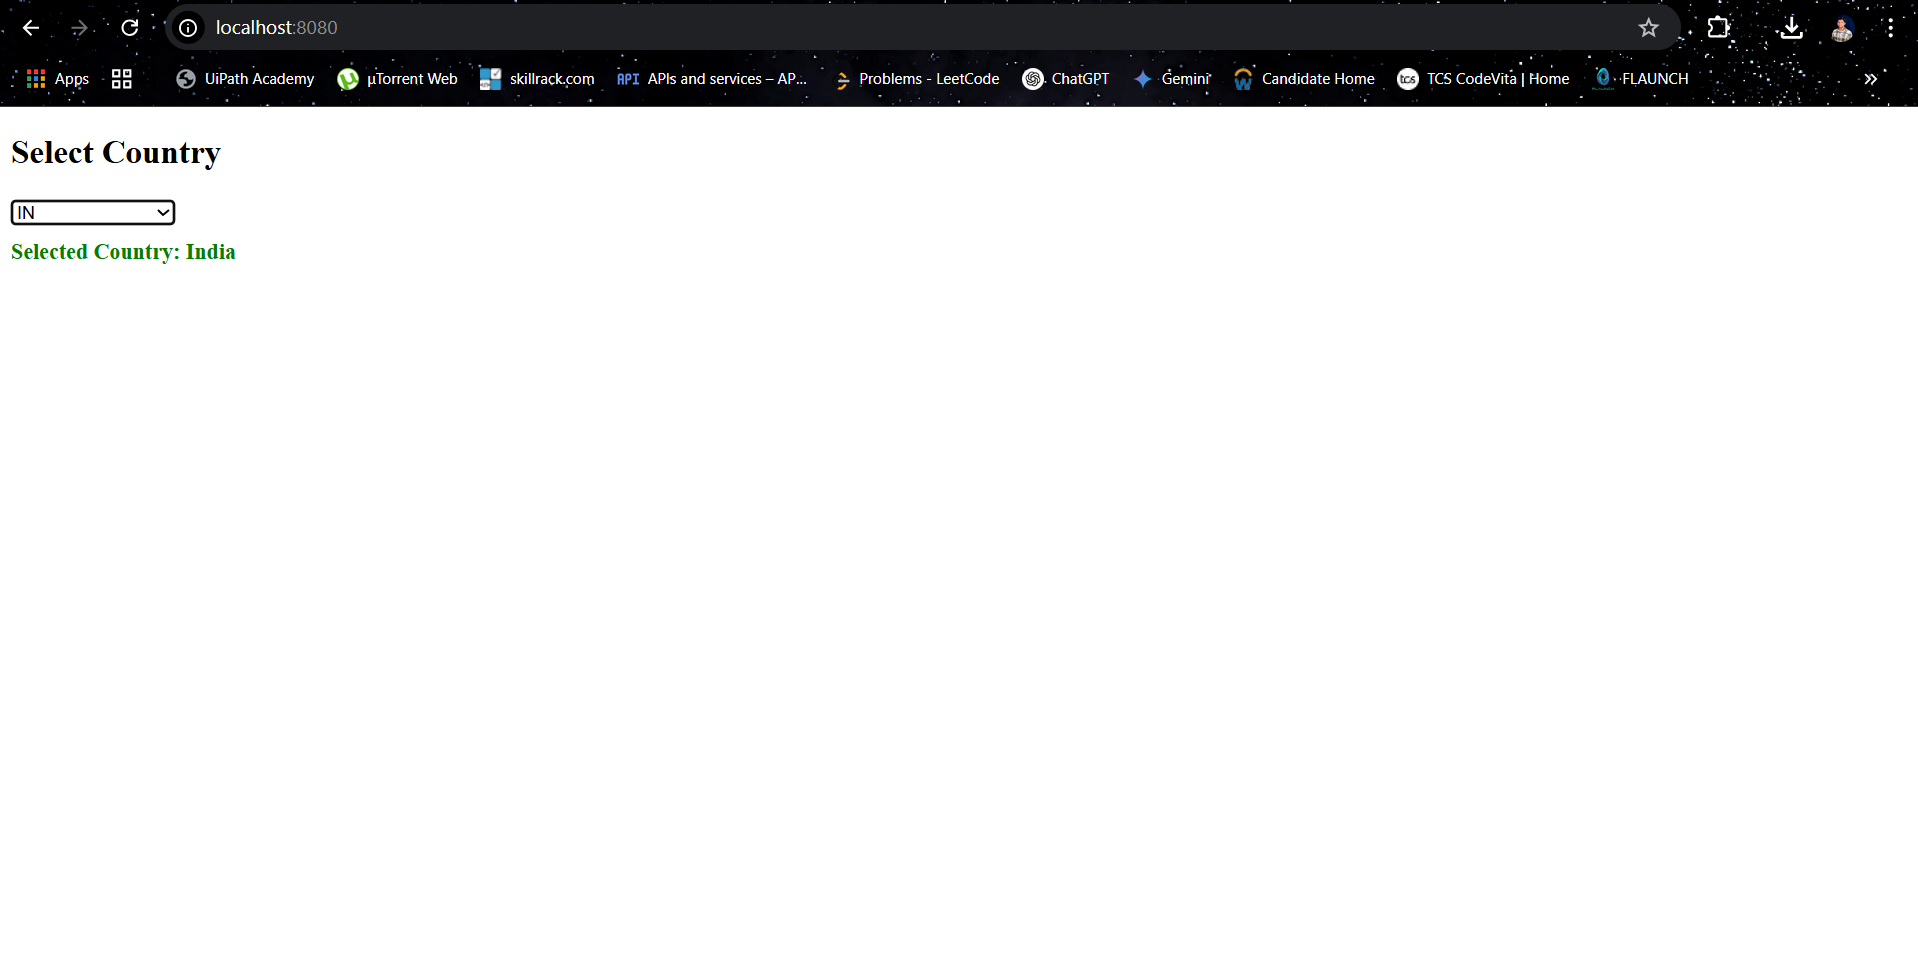 localhost:8080
Apps UiPath Academy µTorrent Web skillrack.com API APIs and services – AP... Problems - LeetCode ChatGPT Gemini Candidate Home tcs TCS CodeVita | Home FLAUNCH »
Select Country
IN
Selected Country: India